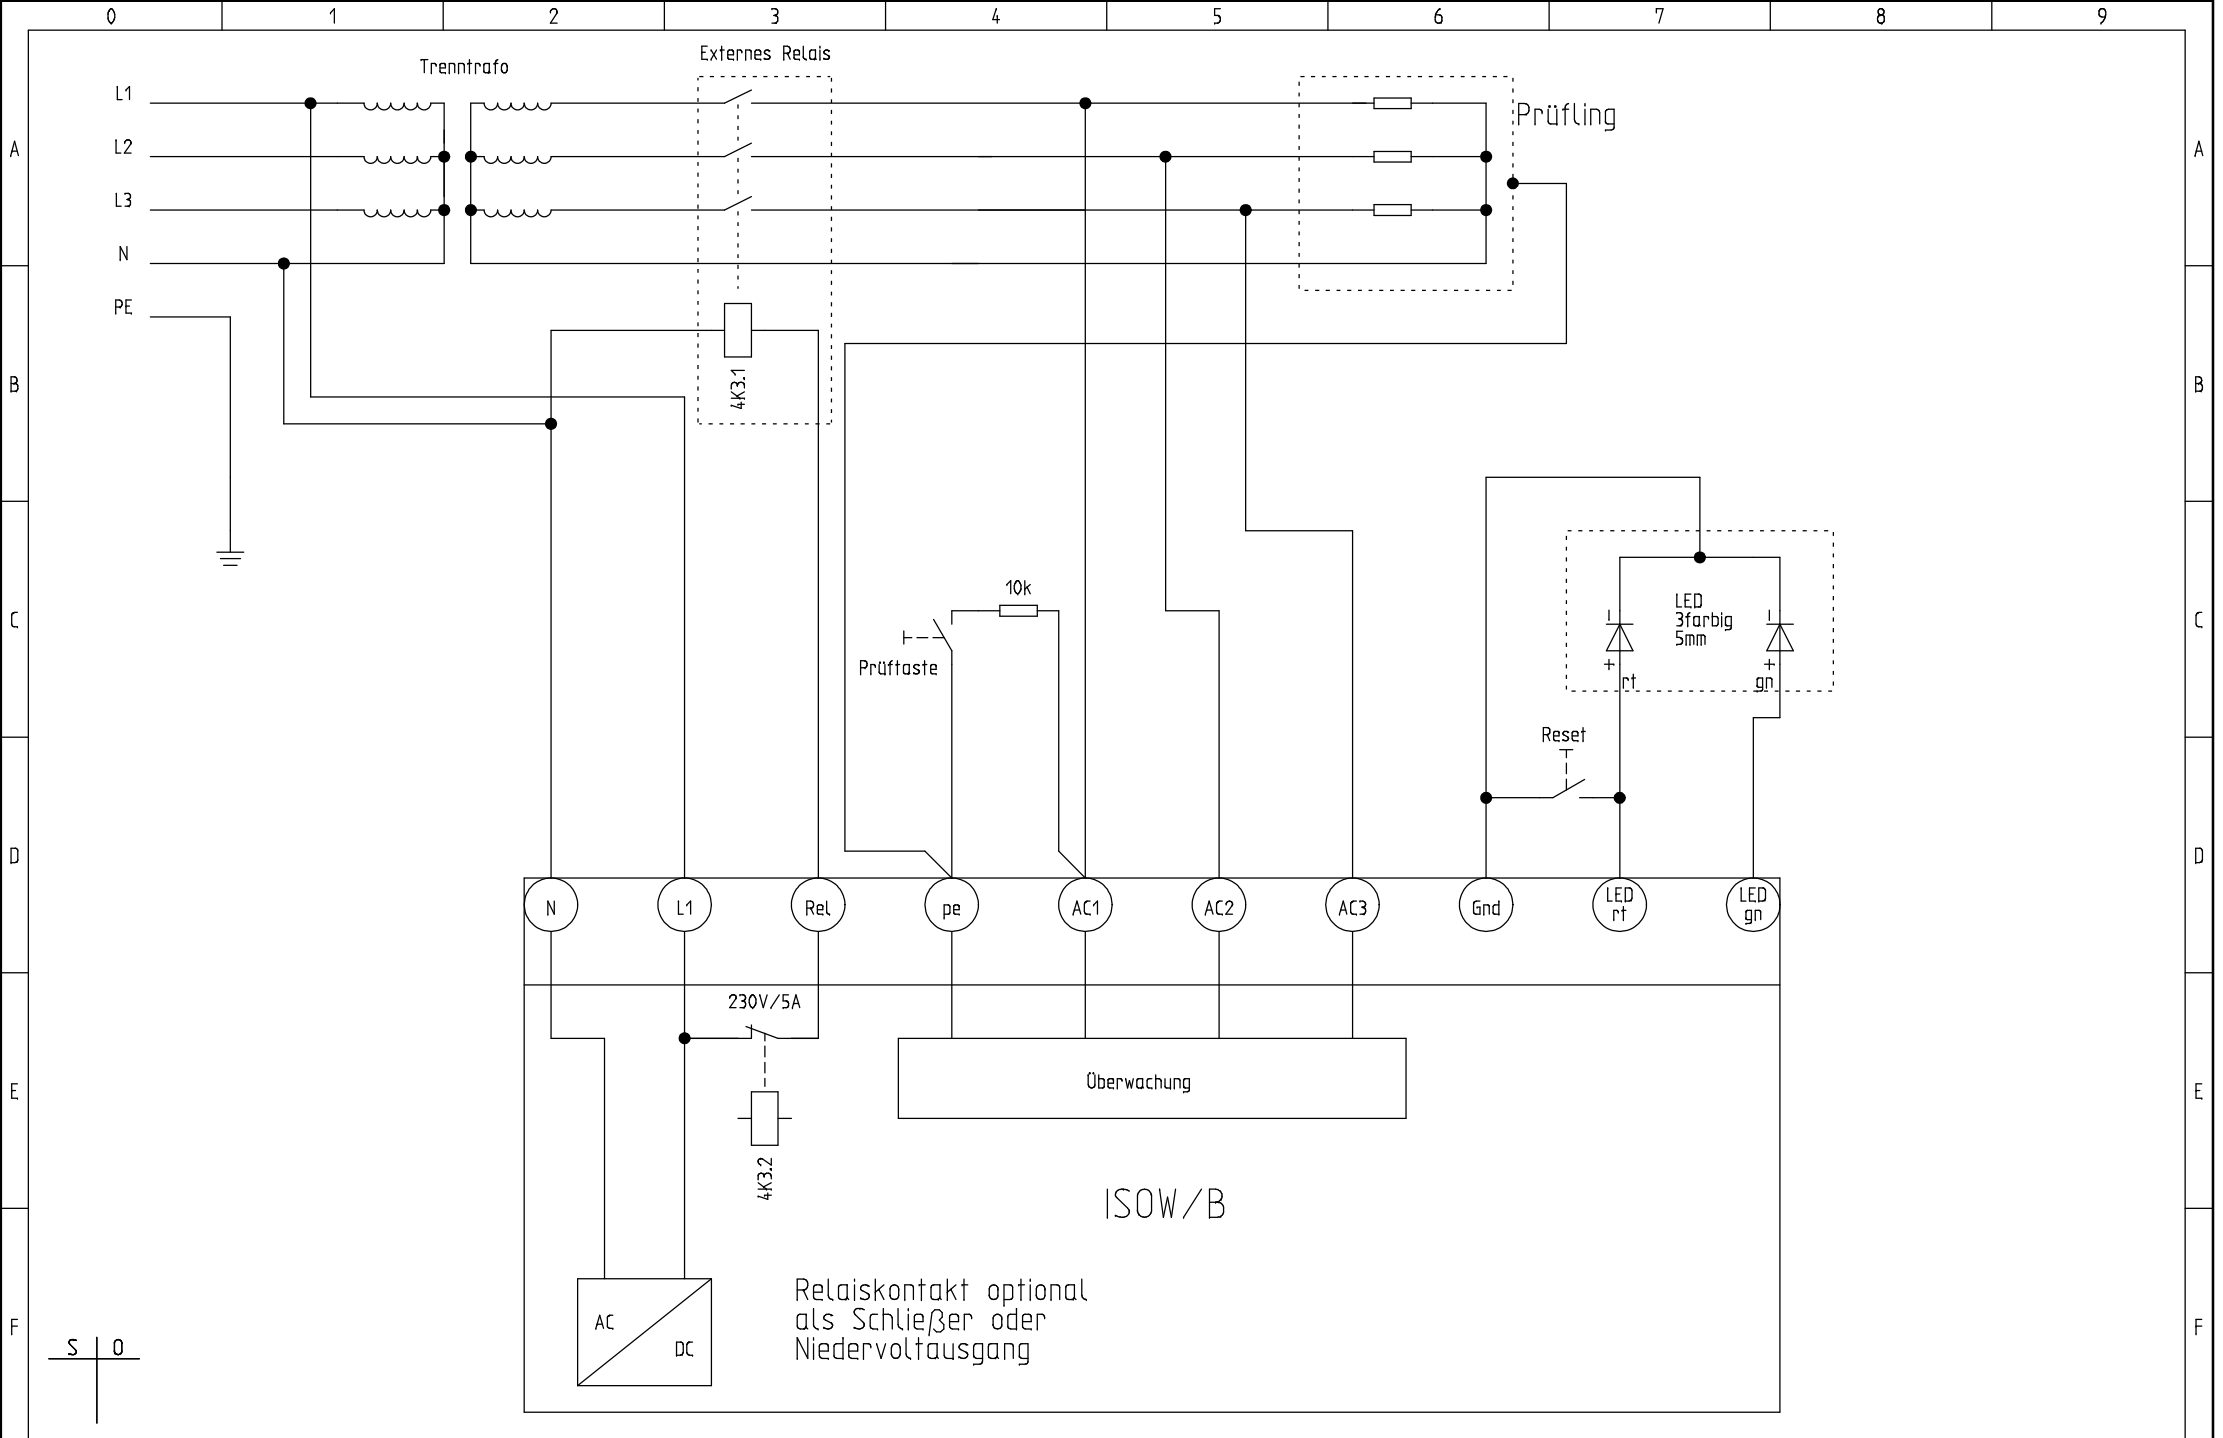 0 1 2 3 4 5 6 7 8 9
Externes Relais
Trenntrafo
L1
Prüfling
A A
L2
L3
N
PE
4K3.1
B B
10k
LED
3farbig
5mm
C C
Prüftaste
+ +
rt gn
Reset
D D
N L1 Rel pe AC1 AC2 AC3 Gnd LED rt LED gn
230V/5A
Überwachung
E E
4K3.2
ISOW/B
Relaiskontakt optional
als Schließer oder
Niedervoltausgang
AC
DC
F F
S 0